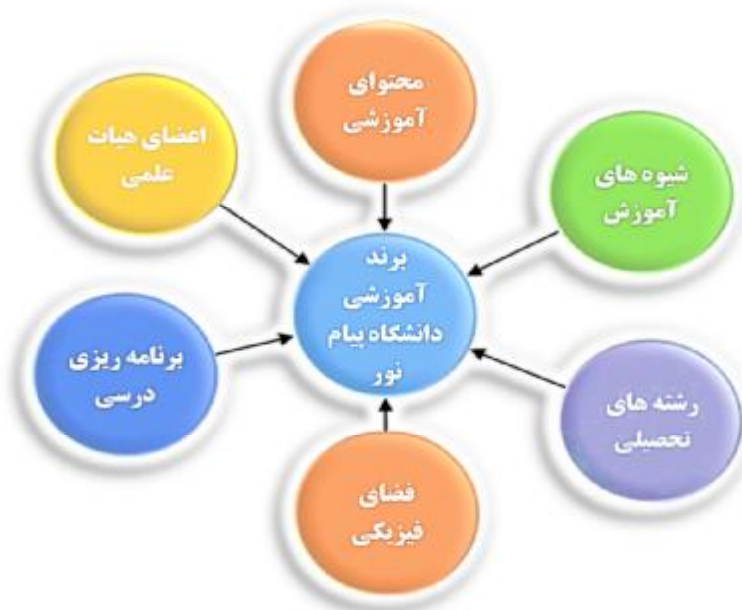 محتوای
آموزشی
شیوه های
آموزش
رشته های
تحصیلی
فضای
فیزیکی
برنامه ریزی
درسی
اعضای هیات
علمی
برند
آموزشی
دانشگاه پیام
نور